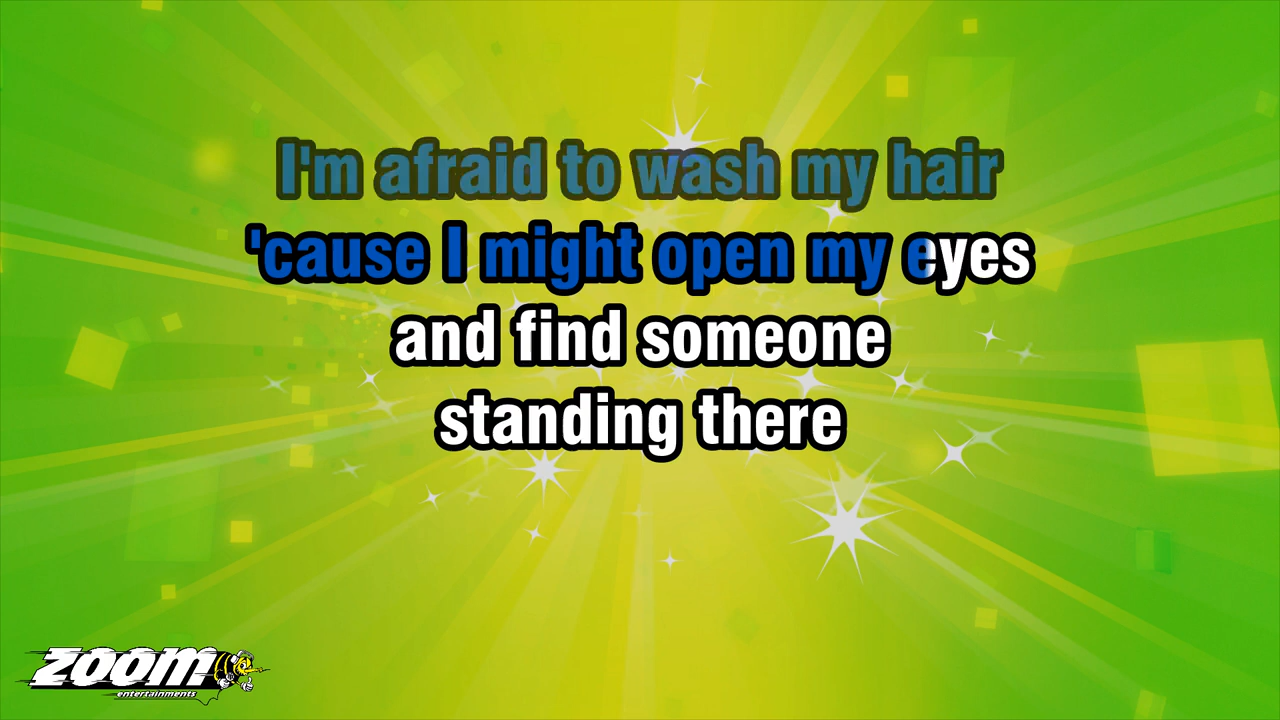 I'm afraid to wash my hair
'cause I might open my eyes
and find someone
standing there
ZOOM
entertainments